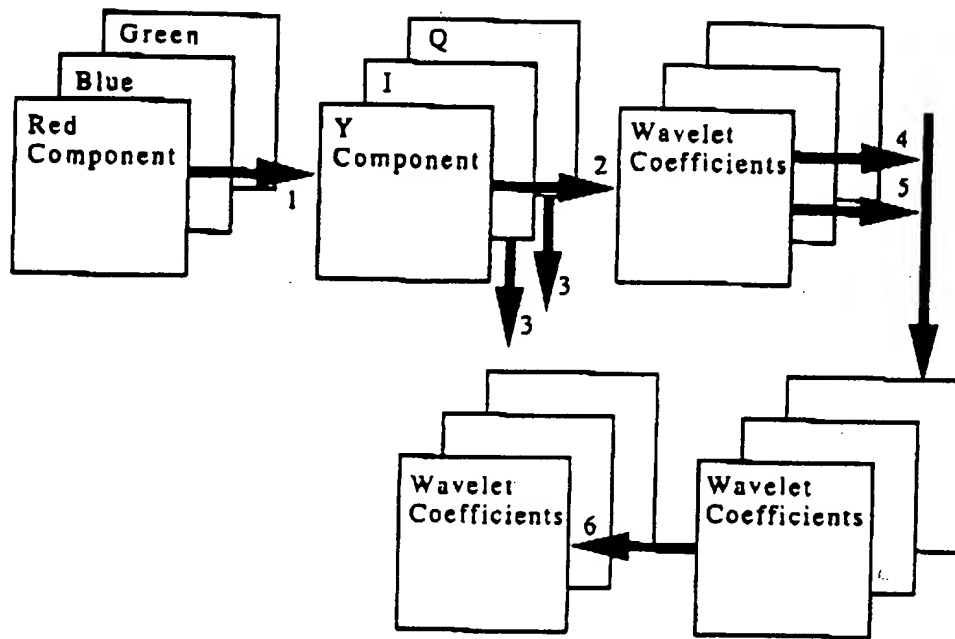 Green
Blue
Red
Component
1
Q
I
Y
Component
2
3
3
Wavelet
Coefficients
4
5
Wavelet
Coefficients
6
Wavelet
Coefficients